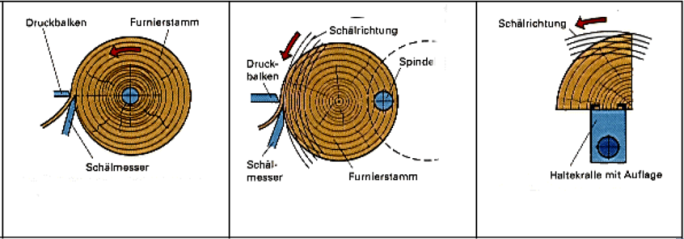 Druckbalken
Furnierstamm
Schälmesser
Schälrichtung
Druck-
balken
Spindel
Schäl-
messer
Furnierstamm
Schälrichtung
Haltekralle mit Auflage